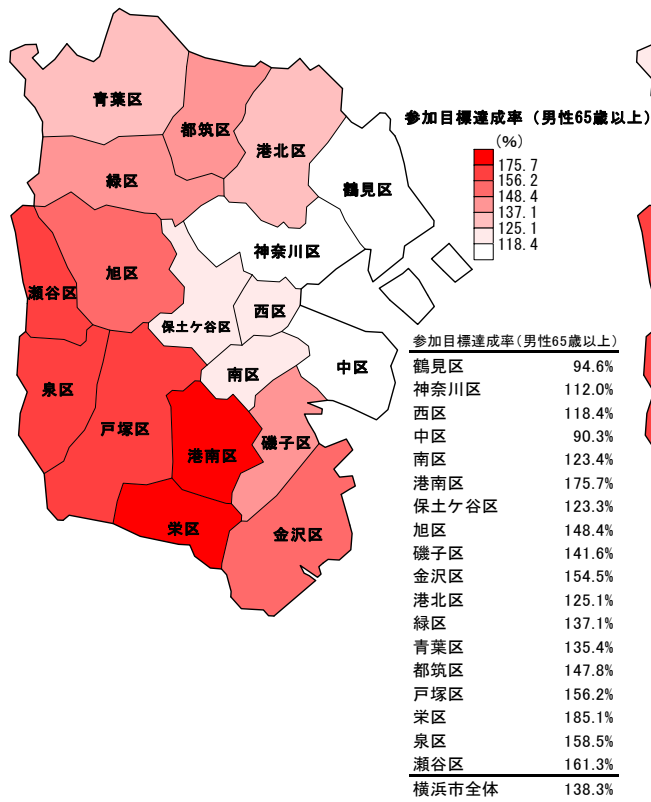 青葉区
都筑区
港北区
緑区
鶴見区
神奈川区
旭区
瀬谷区
西区
保土ケ谷区
南区
中区
泉区
戸塚区
港南区
磯子区
栄区
金沢区
参加目標達成率（男性65歳以上）
(%)
175.7
156.2
148.4
137.1
125.1
118.4
参加目標達成率(男性65歳以上)
鶴見区 94.6%
神奈川区 112.0%
西区 118.4%
中区 90.3%
南区 123.4%
港南区 175.7%
保土ケ谷区 123.3%
旭区 148.4%
磯子区 141.6%
金沢区 154.5%
港北区 125.1%
緑区 137.1%
青葉区 135.4%
都筑区 147.8%
戸塚区 156.2%
栄区 185.1%
泉区 158.5%
瀬谷区 161.3%
横浜市全体 138.3%